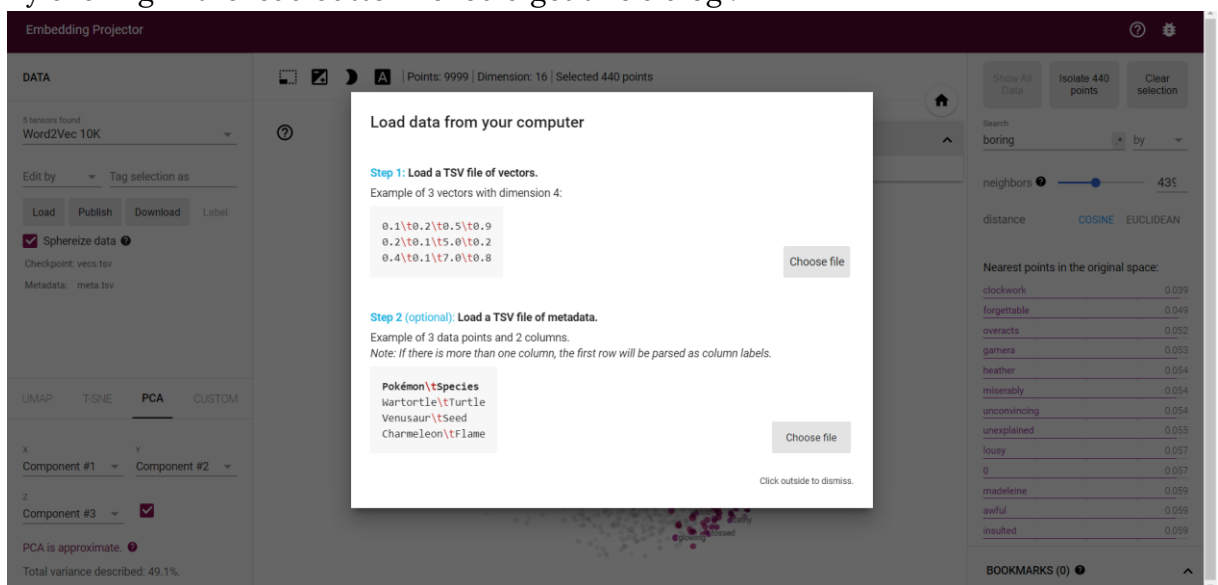 Embedding Projector
DATA
Points: 9999 | Dimension: 16 | Selected 440 points
5 tensors found
Word2Vec 10K
Edit by
Tag selection as
Load
Publish
Download
Label
Sphereize data
Checkpoint: vecs.tsv
Metadata: meta.tsv
UMAP
T-SNE
PCA
CUSTOM
X
Component #1
Y
Component #2
Z
Component #3
PCA is approximate.
Total variance described: 49.1%.
Load data from your computer
Step 1: Load a TSV file of vectors.
Example of 3 vectors with dimension 4:
0.1\t0.2\t0.5\t0.9
0.2\t0.1\t5.0\t0.2
0.4\t0.1\t7.0\t0.8
Choose file
Step 2 (optional): Load a TSV file of metadata.
Example of 3 data points and 2 columns.
Note: If there is more than one column, the first row will be parsed as column labels.
Pokémon\tSpecies
Wartortle\tTurtle
Venusaur\tSeed
Charmeleon\tFlame
Choose file
Click outside to dismiss.
glowing
tossed
Show All Data
Isolate 440 points
Clear selection
Search
boring
.*
by
neighbors
439
distance
COSINE
EUCLIDEAN
Nearest points in the original space:
clockwork 0.039
forgettable 0.049
overacts 0.052
gamera 0.053
heather 0.054
miserably 0.054
unconvincing 0.054
unexplained 0.055
lousy 0.057
0 0.057
madeleine 0.059
awful 0.059
insulted 0.059
BOOKMARKS (0)